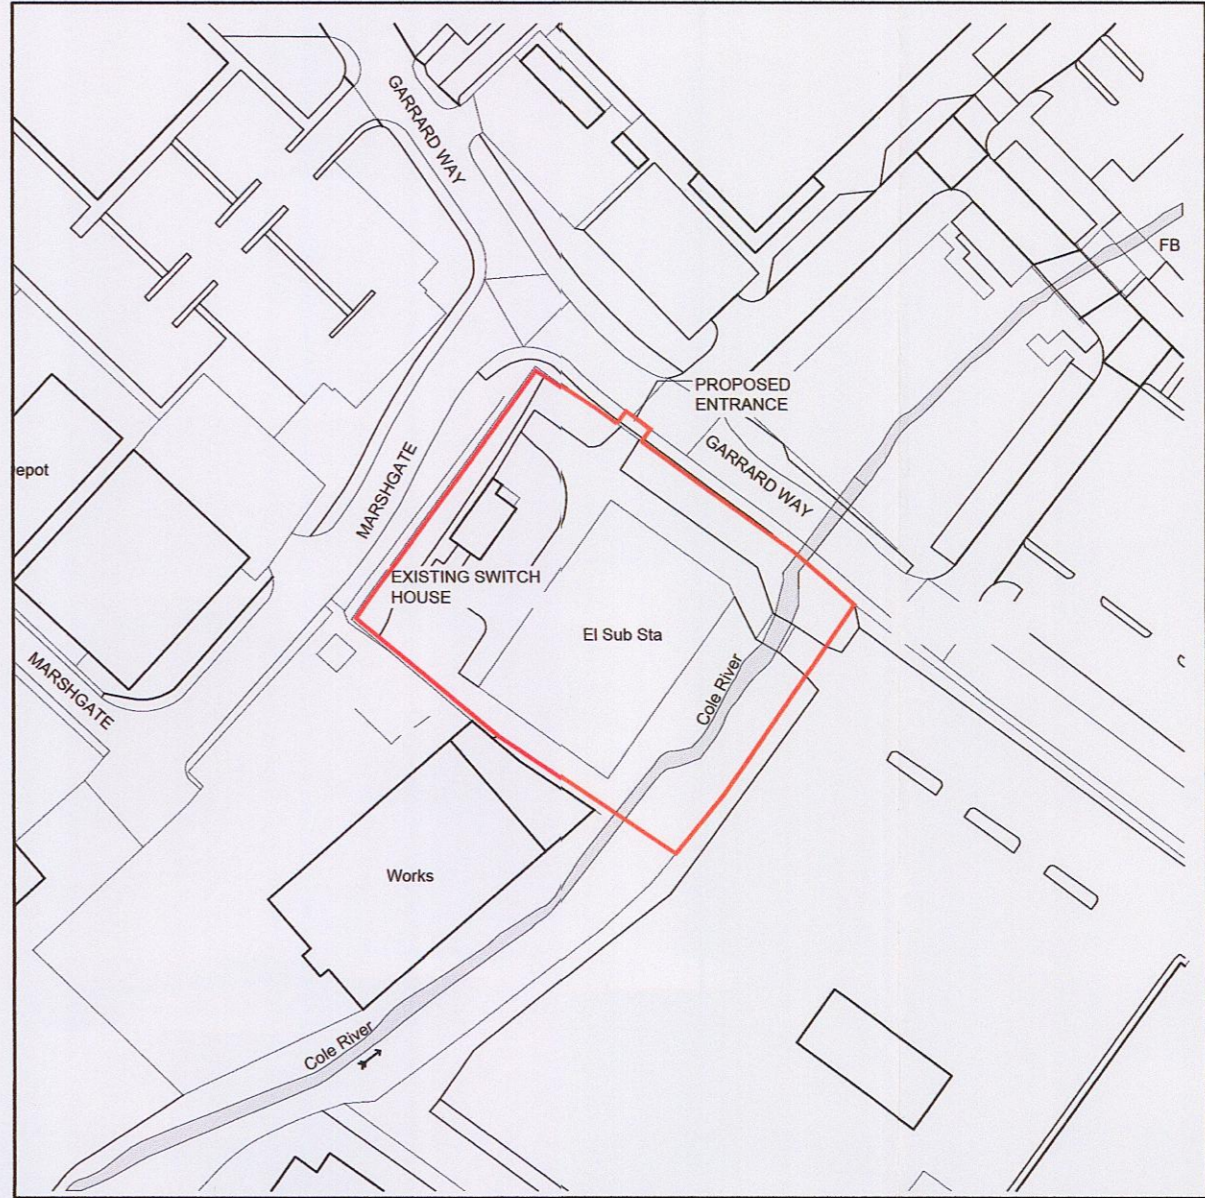 GARRARD WAY
FB
PROPOSED
ENTRANCE
GARRARD WAY
MARSHGATE
epot
EXISTING SWITCH
HOUSE
El Sub Sta
MARSHGATE
Cole River
Works
Cole River